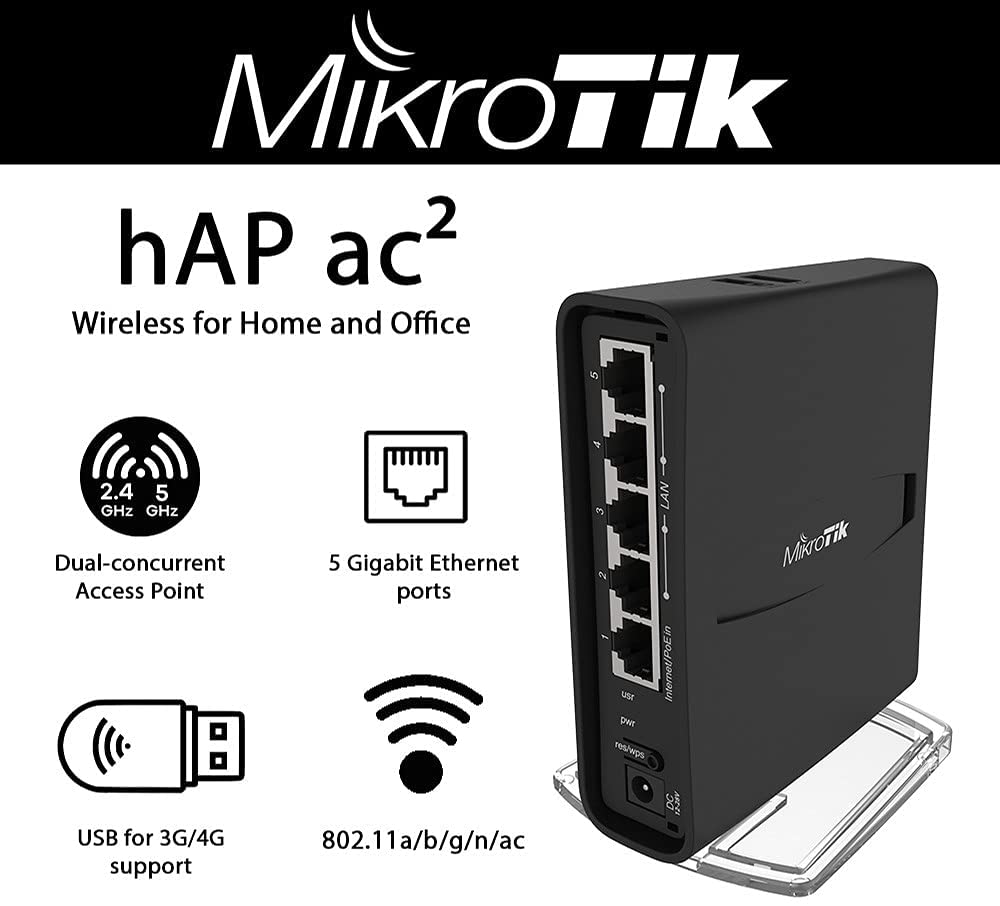 MikroTik
hAP ac²
Wireless for Home and Office
2.4 5
GHz GHz
Dual-concurrent
Access Point
5 Gigabit Ethernet
ports
USB for 3G/4G
support
802.11a/b/g/n/ac
5
4
3
2
1
LAN
Internet/PoE in
usr
pwr
res/wps
DC
12-28V
MikroTik